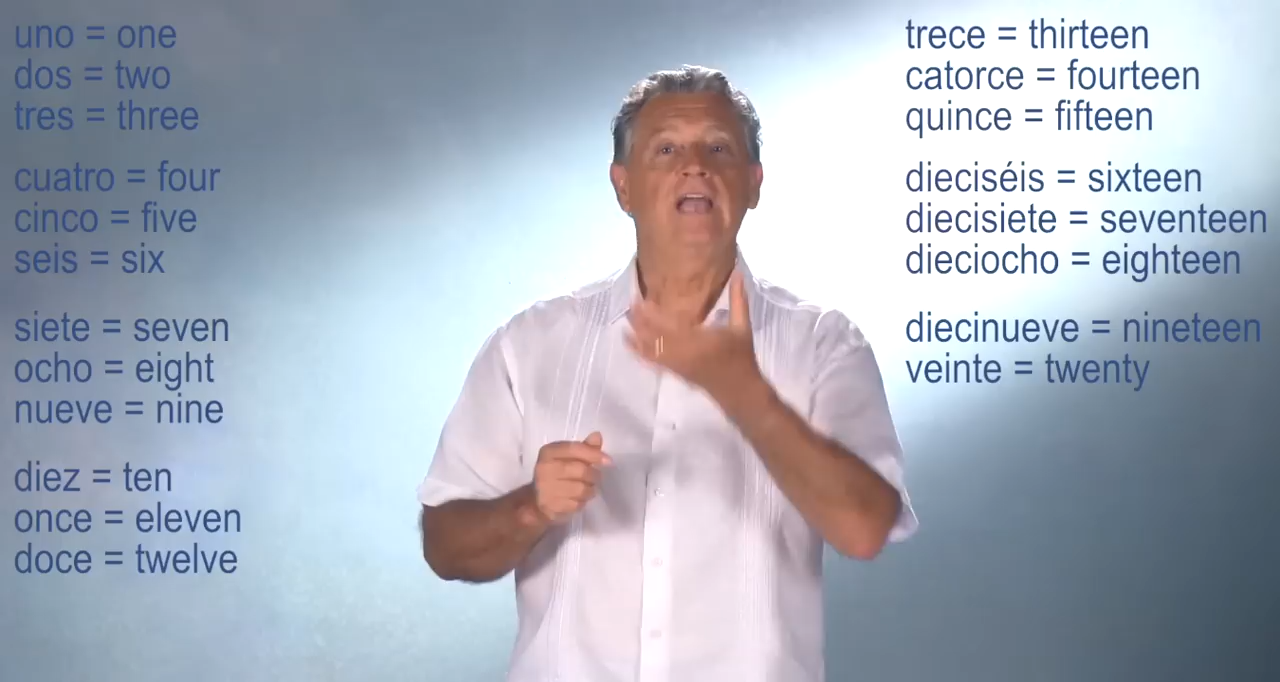 uno = one
dos = two
tres = three
cuatro = four
cinco = five
seis = six
siete = seven
ocho = eight
nueve = nine
diez = ten
once = eleven
doce = twelve
trece = thirteen
catorce = fourteen
quince = fifteen
dieciséis = sixteen
diecisiete = seventeen
dieciocho = eighteen
diecinueve = nineteen
veinte = twenty